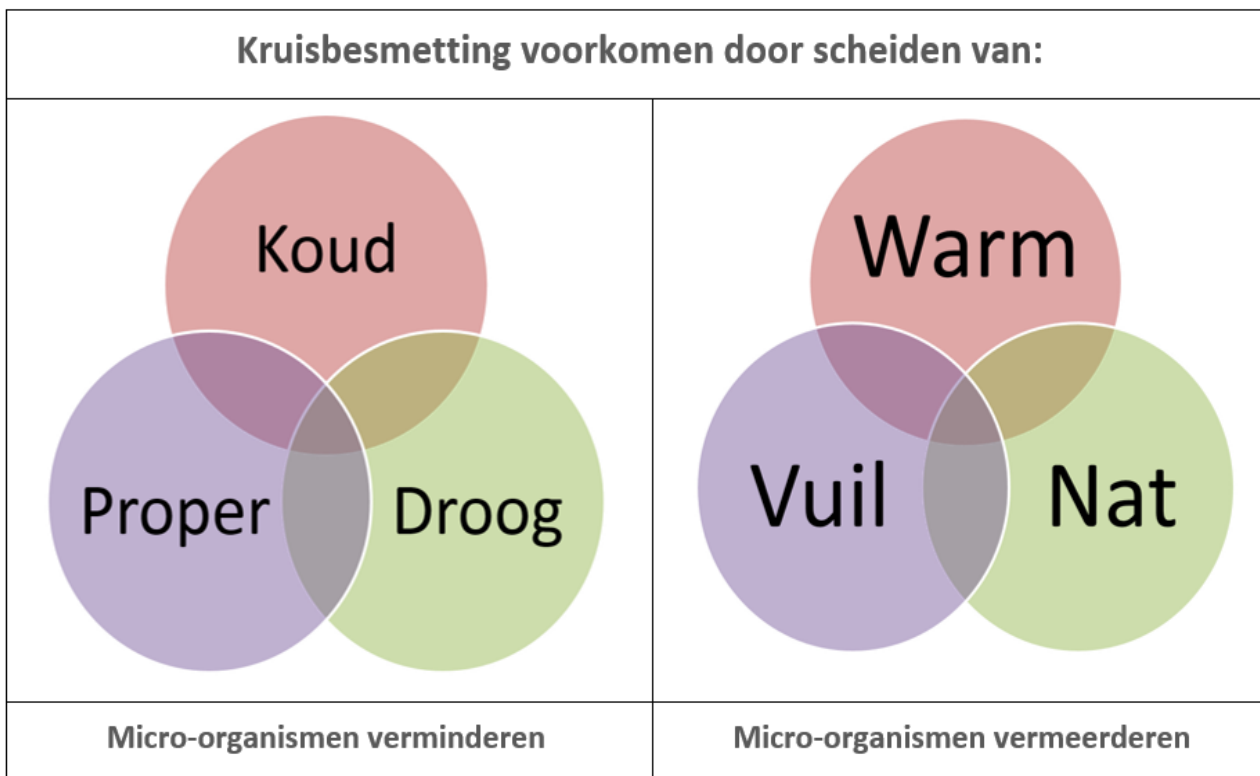 Kruisbesmetting voorkomen door scheiden van:
Koud
Proper
Droog
Warm
Vuil
Nat
Micro-organismen verminderen
Micro-organismen vermeerderen